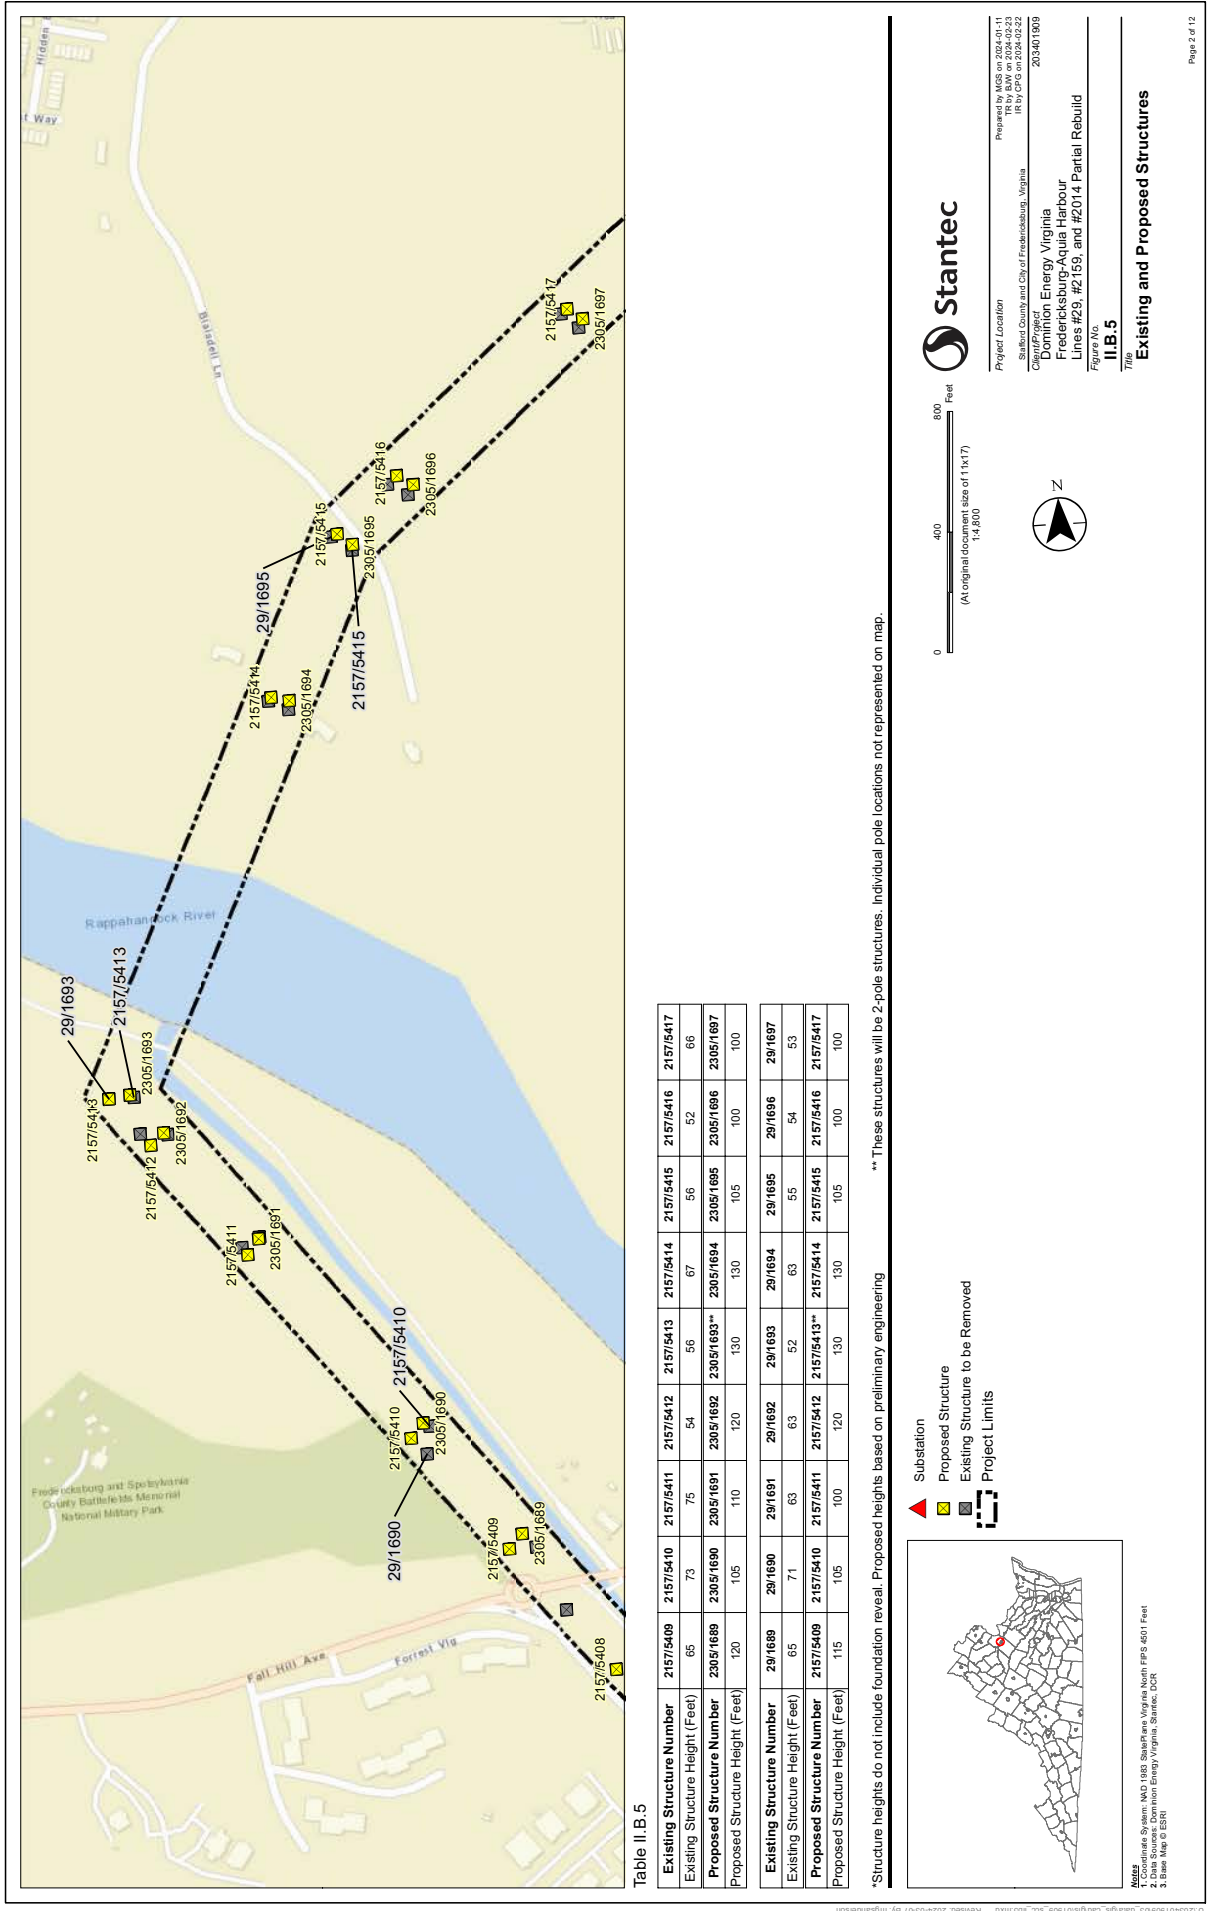 Hidden
t Way
Blaisdell Ln
Rappahannock River
Fredericksburg and Spotsylvania
County Battlefields Memorial
National Military Park
Fall Hill Ave
Forrest Vlg
2157/5408
2157/5409
2305/1689
29/1690
2157/5410
2157/5410
2305/1690
2157/5411
2305/1691
2157/5412
2305/1692
2157/5413
29/1693
2157/5413
2305/1693
2157/5414
2305/1694
29/1695
2157/5415
2305/1695
2157/5415
2157/5416
2305/1696
2157/5417
2305/1697
Table II.B.5
Existing Structure Number 2157/5409 2157/5410 2157/5411 2157/5412 2157/5413 2157/5414 2157/5415 2157/5416 2157/5417
Existing Structure Height (Feet) 65 73 75 54 56 67 56 52 66
Proposed Structure Number 2305/1689 2305/1690 2305/1691 2305/1692 2305/1693** 2305/1694 2305/1695 2305/1696 2305/1697
Proposed Structure Height (Feet) 120 105 110 120 130 130 105 100 100
Existing Structure Number 29/1689 29/1690 29/1691 29/1692 29/1693 29/1694 29/1695 29/1696 29/1697
Existing Structure Height (Feet) 65 71 63 63 52 63 55 54 53
Proposed Structure Number 2157/5409 2157/5410 2157/5411 2157/5412 2157/5413** 2157/5414 2157/5415 2157/5416 2157/5417
Proposed Structure Height (Feet) 115 105 100 120 130 130 105 100 100
*Structure heights do not include foundation reveal. Proposed heights based on preliminary engineering
** These structures will be 2-pole structures. Individual pole locations not represented on map.
Substation
Proposed Structure
Existing Structure to be Removed
Project Limits
0 400 800
Feet
(At original document size of 11x17)
1:4,800
N
Stantec
Project Location
Stafford County and City of Fredericksburg, Virginia
Prepared by MGS on 2024-01-11
TR by BJW on 2024-02-23
IR by CPG on 2024-02-22
Client/Project
203401909
Dominion Energy Virginia
Fredericksburg-Aquia Harbour
Lines #29, #2159, and #2014 Partial Rebuild
Figure No.
II.B.5
Title
Existing and Proposed Structures
Notes
1. Coordinate System: NAD 1983 StatePlane Virginia North FIPS 4501 Feet
2. Data Sources: Dominion Energy Virginia, Stantec, DCR
3. Base Map © ESRI
Page 2 of 12